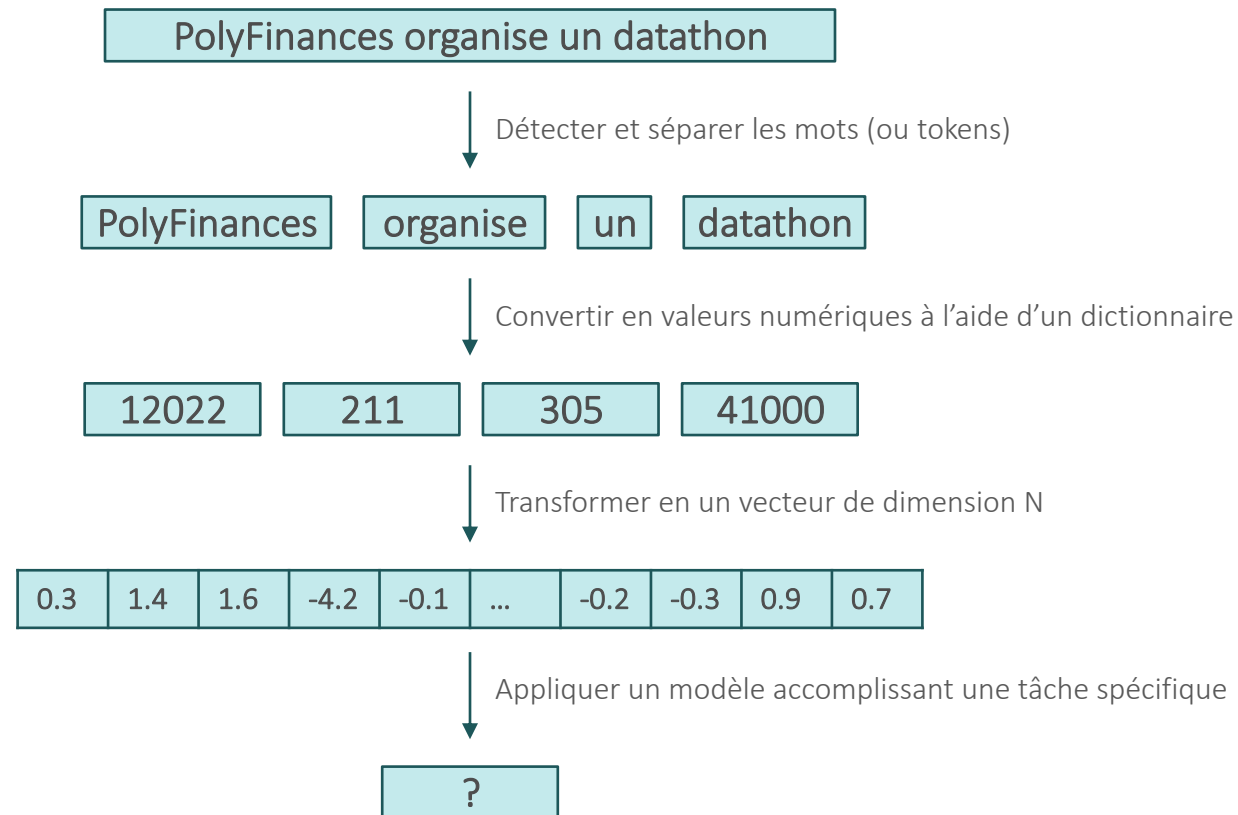 PolyFinances organise un datathon
Détecter et séparer les mots (ou tokens)
PolyFinances organise un datathon
Convertir en valeurs numériques à l’aide d’un dictionnaire
12022 211 305 41000
Transformer en un vecteur de dimension N
0.3 1.4 1.6 -4.2 -0.1 … -0.2 -0.3 0.9 0.7
Appliquer un modèle accomplissant une tâche spécifique
?